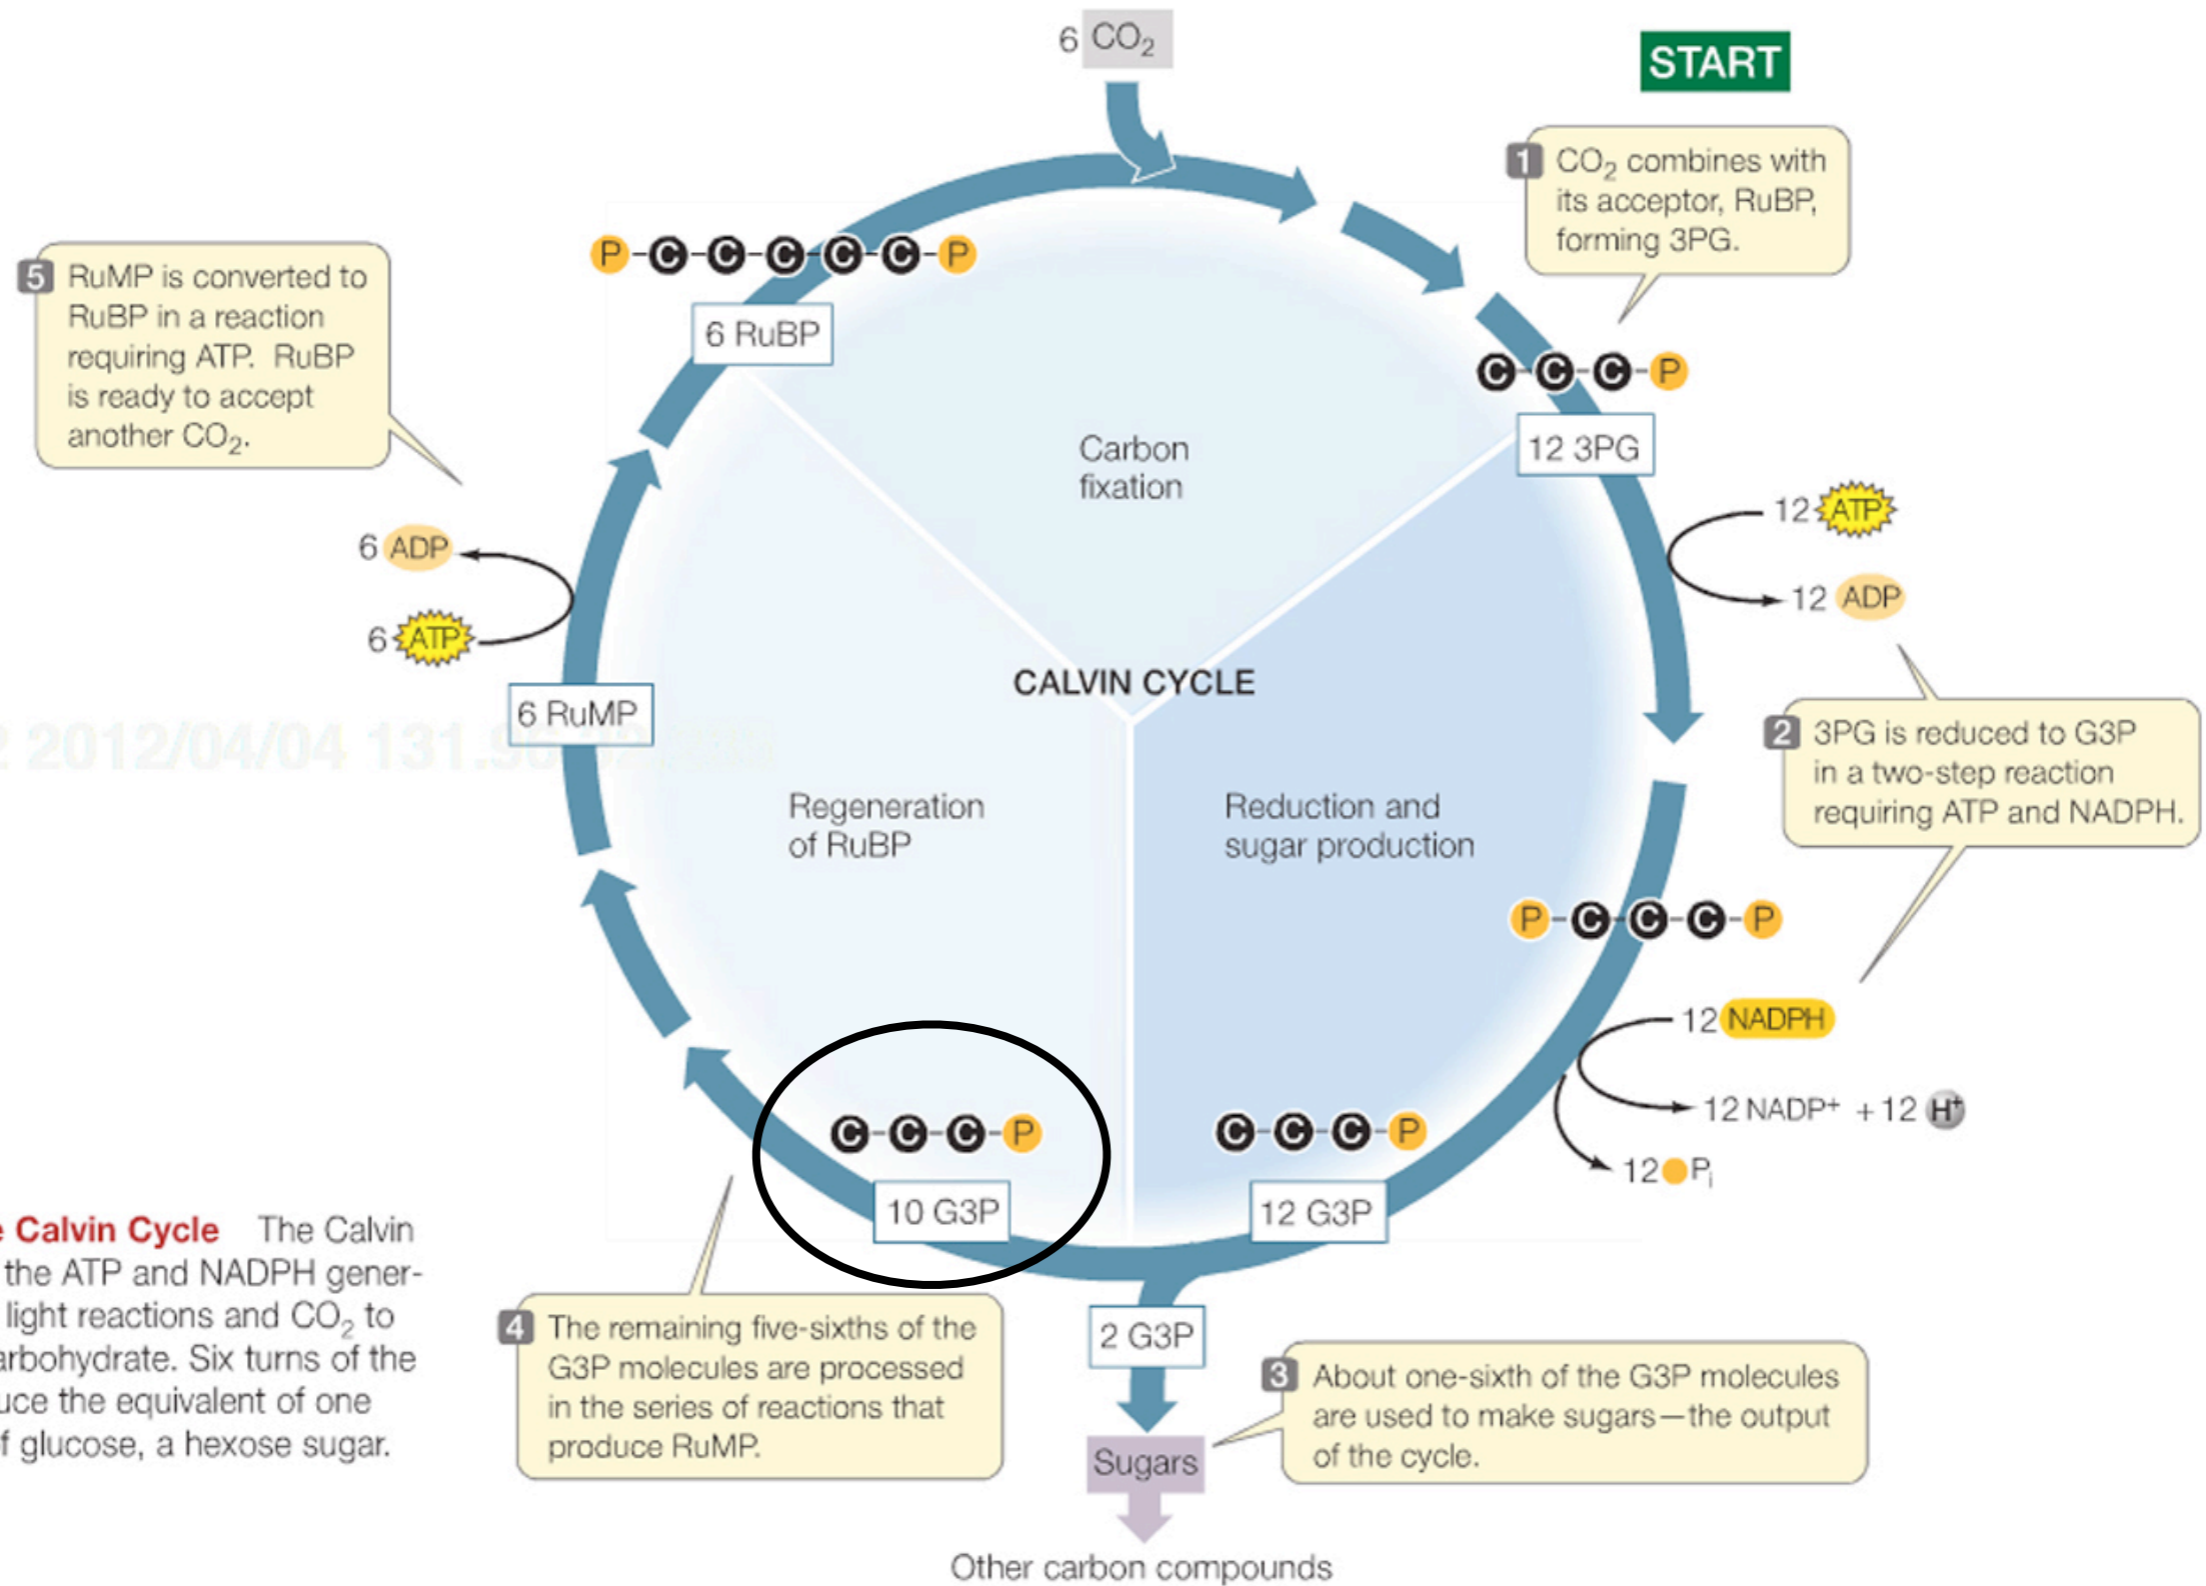 6 CO₂
START
1 CO₂ combines with
its acceptor, RuBP,
forming 3PG.
P-C-C-C-C-C-P
6 RuBP
5 RuMP is converted to
RuBP in a reaction
requiring ATP. RuBP
is ready to accept
another CO₂.
C-C-C-P
12 3PG
Carbon
fixation
12 ATP
12 ADP
6 ADP
6 ATP
CALVIN CYCLE
6 RuMP
2 2012/04/04 131.96
2 3PG is reduced to G3P
in a two-step reaction
requiring ATP and NADPH.
Regeneration
of RuBP
Reduction and
sugar production
P-C-C-C-P
12 NADPH
12 NADP⁺ + 12 H⁺
12 Pᵢ
C-C-C-P
10 G3P
C-C-C-P
12 G3P
Calvin Cycle The Calvin
the ATP and NADPH gener-
light reactions and CO₂ to
arbohydrate. Six turns of the
uce the equivalent of one
f glucose, a hexose sugar.
4 The remaining five-sixths of the
G3P molecules are processed
in the series of reactions that
produce RuMP.
2 G3P
3 About one-sixth of the G3P molecules
are used to make sugars—the output
of the cycle.
Sugars
Other carbon compounds